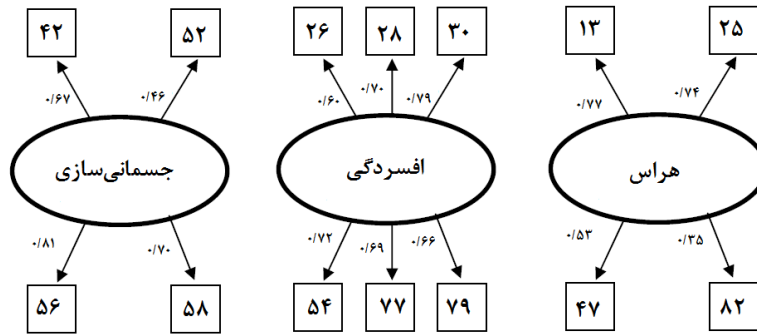 ۴۲ ۵۲ ۲۶ ۲۸ ۳۰ ۱۳ ۲۵
۰/۶۷ ۰/۴۶ ۰/۶۰ ۰/۷۰ ۰/۷۹ ۰/۷۷ ۰/۷۴
جسمانی‌سازی افسردگی هراس
۰/۸۱ ۰/۷۰ ۰/۷۲ ۰/۶۹ ۰/۶۶ ۰/۵۳ ۰/۳۵
۵۶ ۵۸ ۵۴ ۷۷ ۷۹ ۴۷ ۸۲